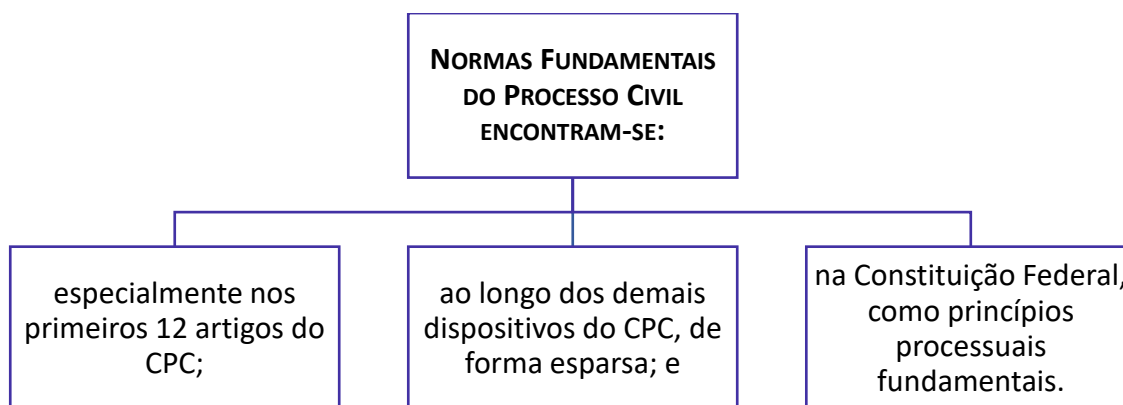 NORMAS FUNDAMENTAIS
DO PROCESSO CIVIL
ENCONTRAM-SE:
especialmente nos
primeiros 12 artigos do
CPC;
ao longo dos demais
dispositivos do CPC, de
forma esparsa; e
na Constituição Federal,
como princípios
processuais
fundamentais.